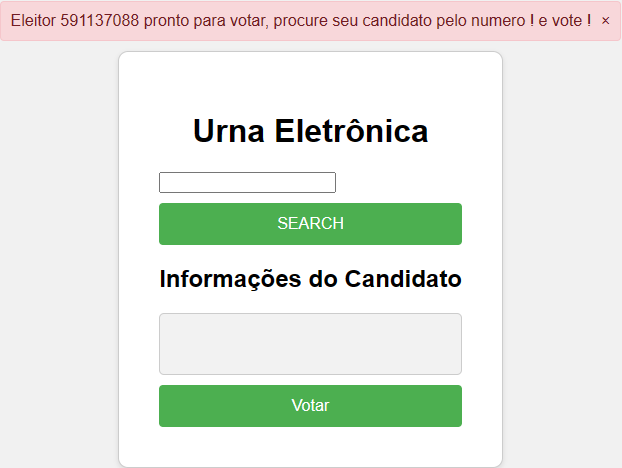 Eleitor 591137088 pronto para votar, procure seu candidato pelo numero ! e vote ! ×
Urna Eletrônica
SEARCH
Informações do Candidato
Votar